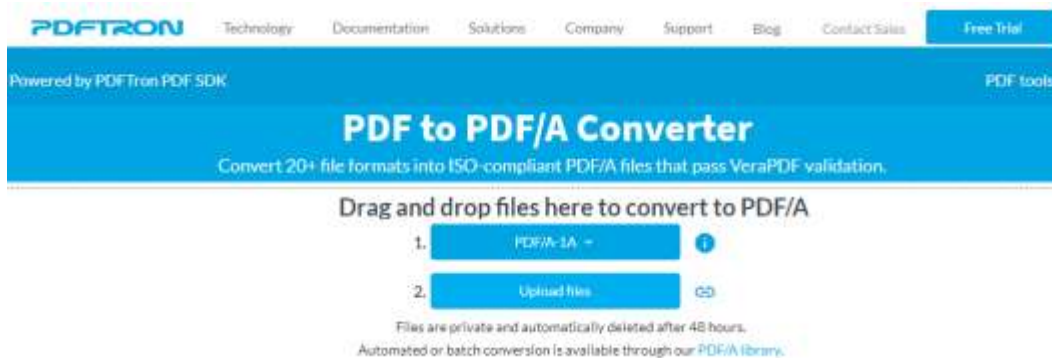 PDFTRON Technology Documentation Solutions Company Support Blog Contact Sales Free Trial
Powered by PDFTron PDF SDK PDF tools
PDF to PDF/A Converter
Convert 20+ file formats into ISO-compliant PDF/A files that pass VeraPDF validation.
Drag and drop files here to convert to PDF/A
1. PDF/A-1A
2. Upload files
Files are private and automatically deleted after 48 hours.
Automated or batch conversion is available through our PDF/A library.